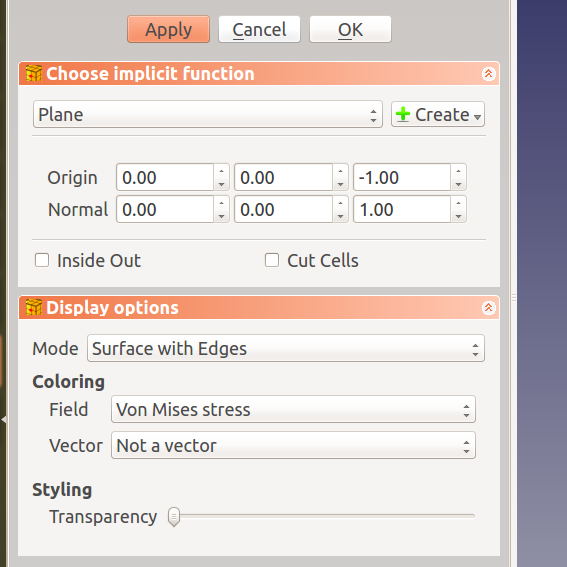 Apply Cancel OK
Choose implicit function
Plane Create
Origin 0.00 0.00 -1.00
Normal 0.00 0.00 1.00
Inside Out Cut Cells
Display options
Mode Surface with Edges
Coloring
Field Von Mises stress
Vector Not a vector
Styling
Transparency